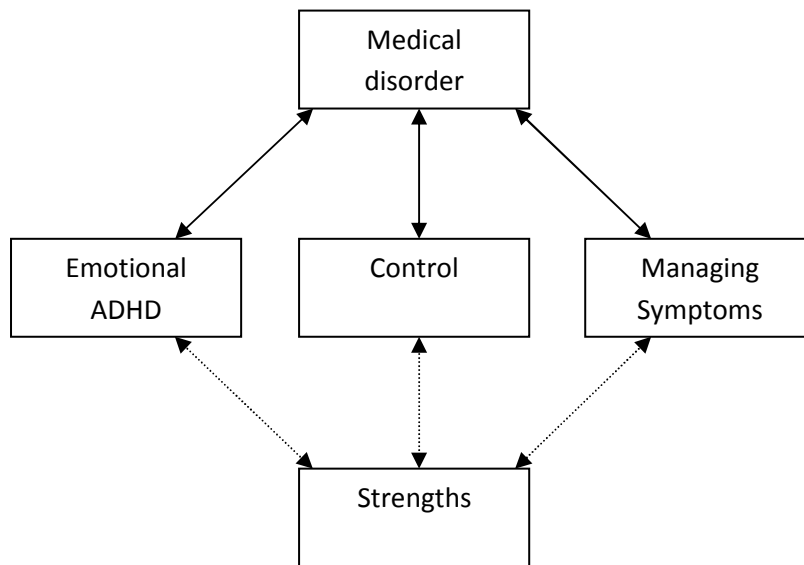 Medical
disorder
Emotional
ADHD
Control
Managing
Symptoms
Strengths